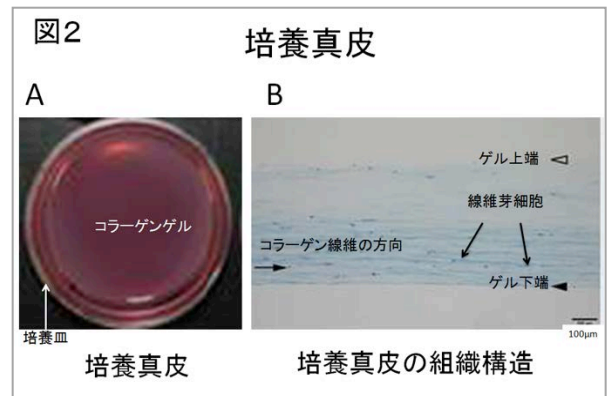 図2
培養真皮
A
B
ゲル上端
線維芽細胞
コラーゲンゲル
コラーゲン線維の方向
ゲル下端
100μm
培養皿
培養真皮
培養真皮の組織構造